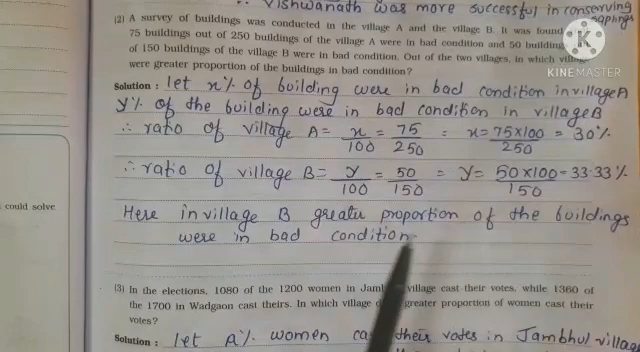 Vishwanath was more successful in conserving
saplings
(2) A survey of buildings was conducted in the village A and the village B. It was found
75 buildings out of 250 buildings of the village A were in bad condition and 50 building
of 150 buildings of the village B were in bad condition. Out of the two villages, in which
were greater proportion of the buildings in bad condition?
KINEMASTER
Solution : let x% of building were in bad condition in village A
y% of the building were in bad condition in village B
∴ ratio of village A = x/100 = 75/250 = x = 75×100/250 = 30%
∴ ratio of village B = y/100 = 50/150 = y = 50×100/150 = 33.33%
could solve
Here in village B greater proportion of the buildings
were in bad condition
(3) In the elections, 1080 of the 1200 women in village cast their votes, while 1360 of
the 1700 in Wadgaon cast theirs. In which village greater proportion of women cast their
votes?
Solution : let A% women their votes in Jambhul village